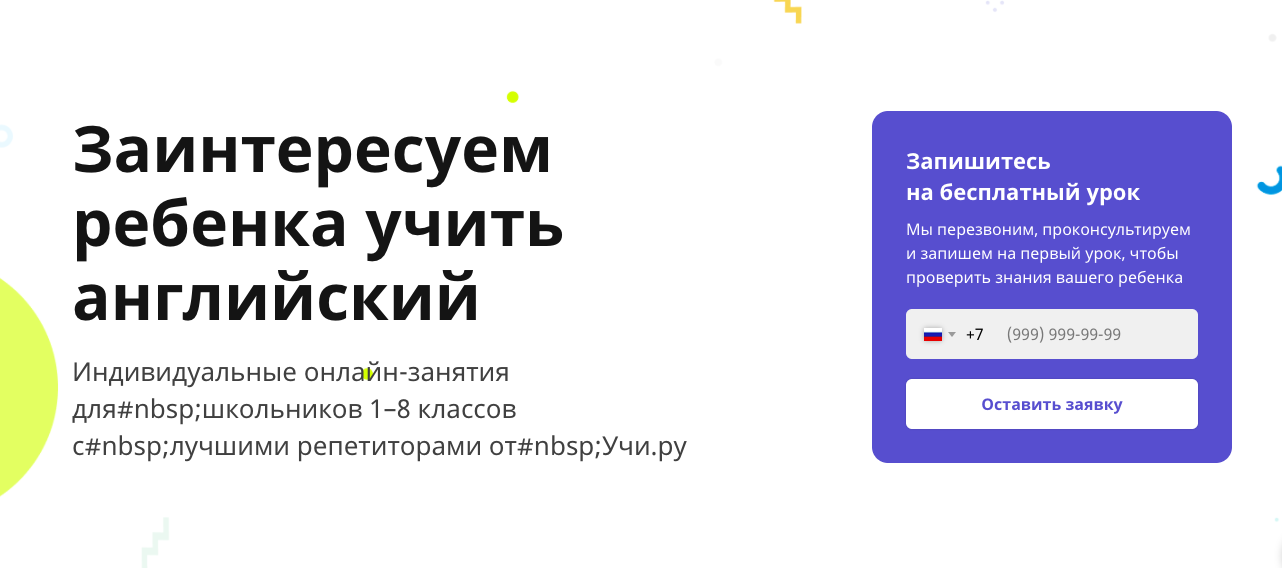 Заинтересуем
ребенка учить
английский
Индивидуальные онлайн-занятия
для#nbsp;школьников 1–8 классов
с#nbsp;лучшими репетиторами от#nbsp;Учи.ру
Запишитесь
на бесплатный урок
Мы перезвоним, проконсультируем
и запишем на первый урок, чтобы
проверить знания вашего ребенка
+7 (999) 999-99-99
Оставить заявку